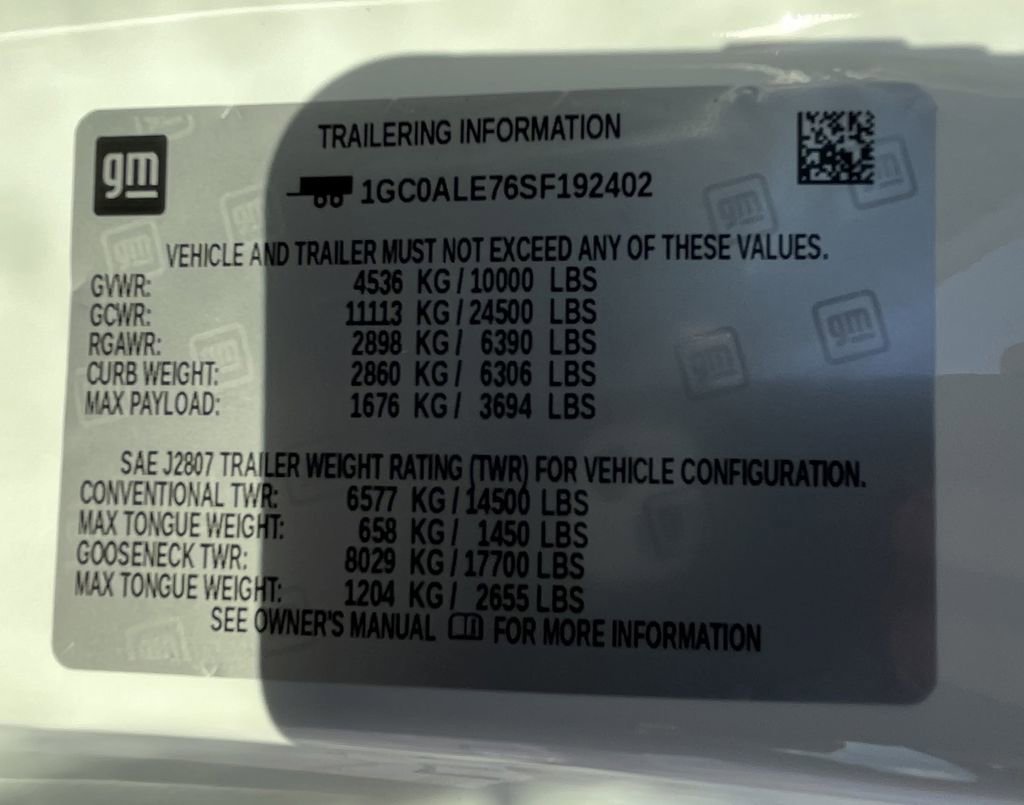 gm
TRAILERING INFORMATION
1GC0ALE76SF192402
VEHICLE AND TRAILER MUST NOT EXCEED ANY OF THESE VALUES.
GVWR: 4536 KG / 10000 LBS
GCWR: 11113 KG / 24500 LBS
RGAWR: 2898 KG / 6390 LBS
CURB WEIGHT: 2860 KG / 6306 LBS
MAX PAYLOAD: 1676 KG / 3694 LBS
SAE J2807 TRAILER WEIGHT RATING (TWR) FOR VEHICLE CONFIGURATION.
CONVENTIONAL TWR: 6577 KG / 14500 LBS
MAX TONGUE WEIGHT: 658 KG / 1450 LBS
GOOSENECK TWR: 8029 KG / 17700 LBS
MAX TONGUE WEIGHT: 1204 KG / 2655 LBS
SEE OWNER'S MANUAL FOR MORE INFORMATION